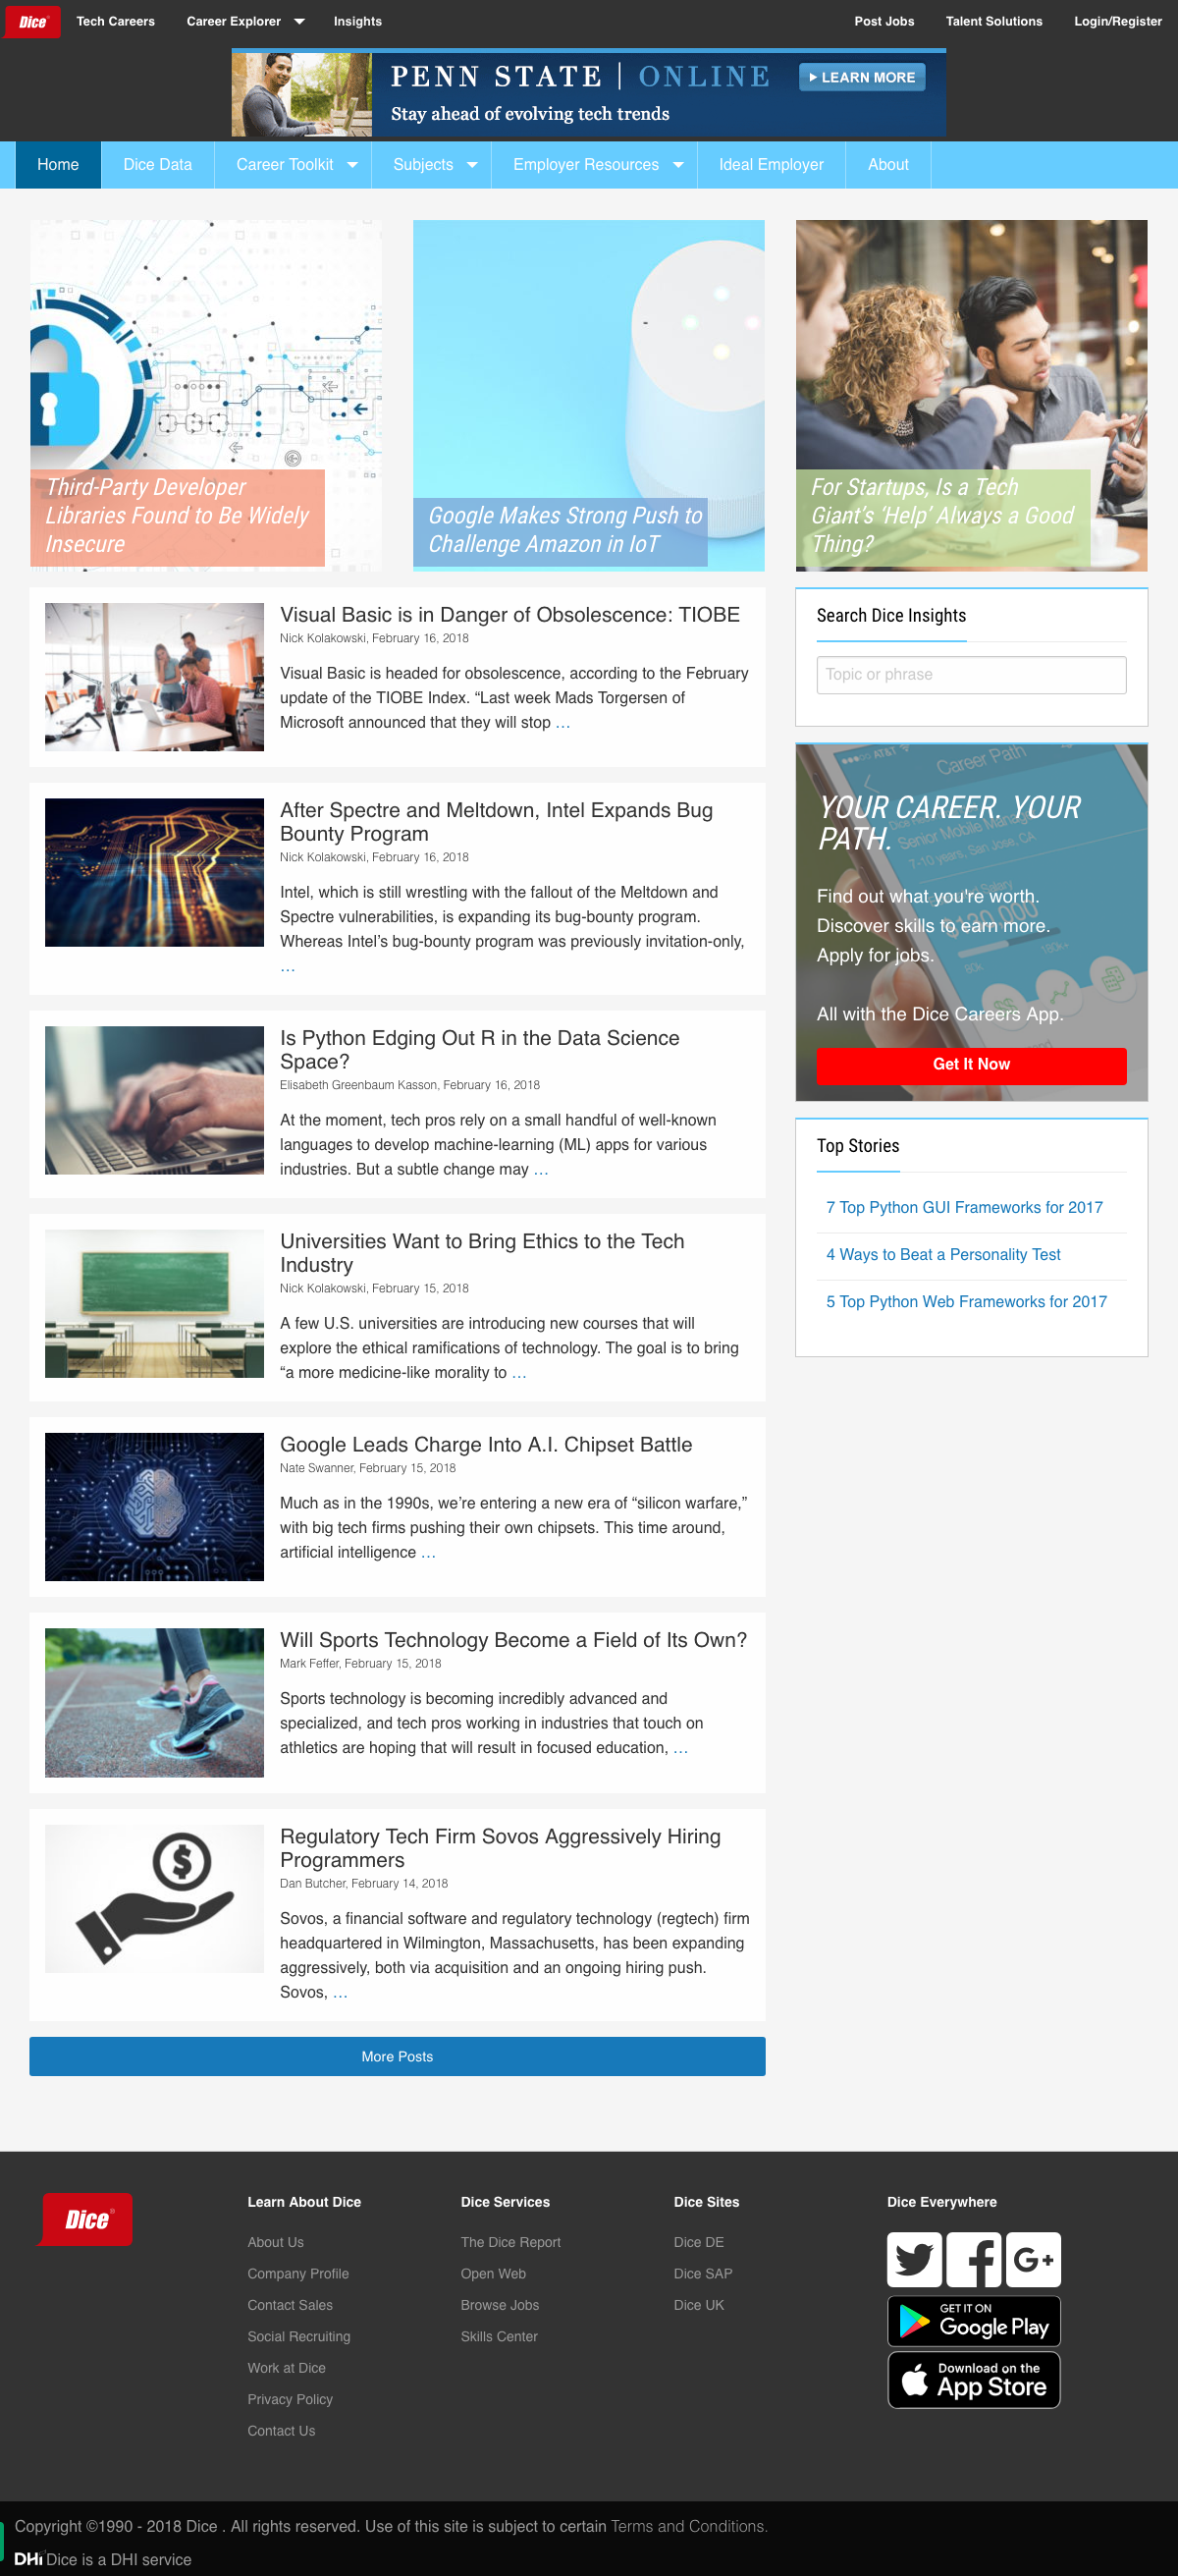 Dice
Tech Careers
Career Explorer
Insights
Post Jobs
Talent Solutions
Login/Register
PENN STATE | ONLINE
Stay ahead of evolving tech trends
LEARN MORE
Home
Dice Data
Career Toolkit
Subjects
Employer Resources
Ideal Employer
About
Third-Party Developer
Libraries Found to Be Widely
Insecure
Google Makes Strong Push to
Challenge Amazon in IoT
For Startups, Is a Tech
Giant’s ‘Help’ Always a Good
Thing?
Visual Basic is in Danger of Obsolescence: TIOBE
Nick Kolakowski, February 16, 2018
Visual Basic is headed for obsolescence, according to the February
update of the TIOBE Index. “Last week Mads Torgersen of
Microsoft announced that they will stop …
After Spectre and Meltdown, Intel Expands Bug
Bounty Program
Nick Kolakowski, February 16, 2018
Intel, which is still wrestling with the fallout of the Meltdown and
Spectre vulnerabilities, is expanding its bug-bounty program.
Whereas Intel’s bug-bounty program was previously invitation-only,
…
Is Python Edging Out R in the Data Science
Space?
Elisabeth Greenbaum Kasson, February 16, 2018
At the moment, tech pros rely on a small handful of well-known
languages to develop machine-learning (ML) apps for various
industries. But a subtle change may …
Universities Want to Bring Ethics to the Tech
Industry
Nick Kolakowski, February 15, 2018
A few U.S. universities are introducing new courses that will
explore the ethical ramifications of technology. The goal is to bring
“a more medicine-like morality to …
Google Leads Charge Into A.I. Chipset Battle
Nate Swanner, February 15, 2018
Much as in the 1990s, we’re entering a new era of “silicon warfare,”
with big tech firms pushing their own chipsets. This time around,
artificial intelligence …
Will Sports Technology Become a Field of Its Own?
Mark Feffer, February 15, 2018
Sports technology is becoming incredibly advanced and
specialized, and tech pros working in industries that touch on
athletics are hoping that will result in focused education, …
Regulatory Tech Firm Sovos Aggressively Hiring
Programmers
Dan Butcher, February 14, 2018
Sovos, a financial software and regulatory technology (regtech) firm
headquartered in Wilmington, Massachusetts, has been expanding
aggressively, both via acquisition and an ongoing hiring push.
Sovos, …
More Posts
Search Dice Insights
Topic or phrase
AT&T
Career Path
Senior Mobile Manag
7-10 years, San Jose, CA
$130,000
80k
180k+
YOUR CAREER. YOUR
PATH.
Find out what you're worth.
Discover skills to earn more.
Apply for jobs.
All with the Dice Careers App.
Get It Now
Top Stories
7 Top Python GUI Frameworks for 2017
4 Ways to Beat a Personality Test
5 Top Python Web Frameworks for 2017
Dice
Learn About Dice
About Us
Company Profile
Contact Sales
Social Recruiting
Work at Dice
Privacy Policy
Contact Us
Dice Services
The Dice Report
Open Web
Browse Jobs
Skills Center
Dice Sites
Dice DE
Dice SAP
Dice UK
Dice Everywhere
G+
GET IT ON
Google Play
Download on the
App Store
Copyright ©1990 - 2018 Dice . All rights reserved. Use of this site is subject to certain Terms and Conditions.
DHi Dice is a DHI service